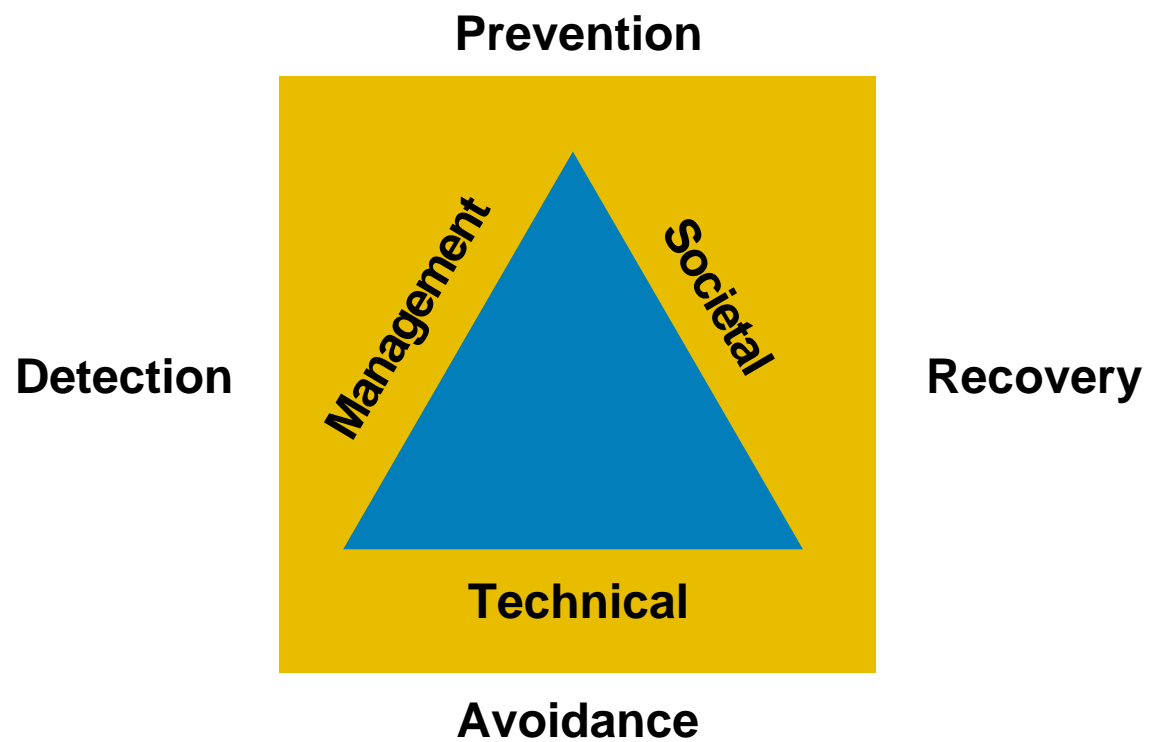 Prevention
Management
Societal
Detection
Recovery
Technical
Avoidance